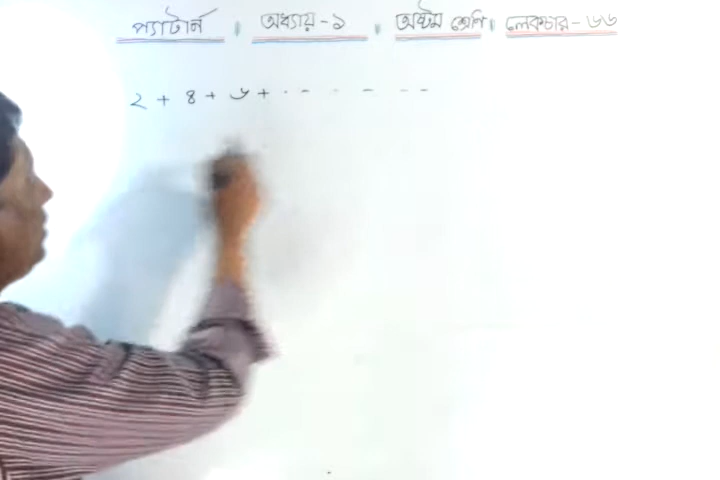 প্যাটার্ন । অধ্যায় - ১ । অষ্টম শ্রেণি । লেকচার - ৬৬
২ + ৪ + ৬ + . - . - - -